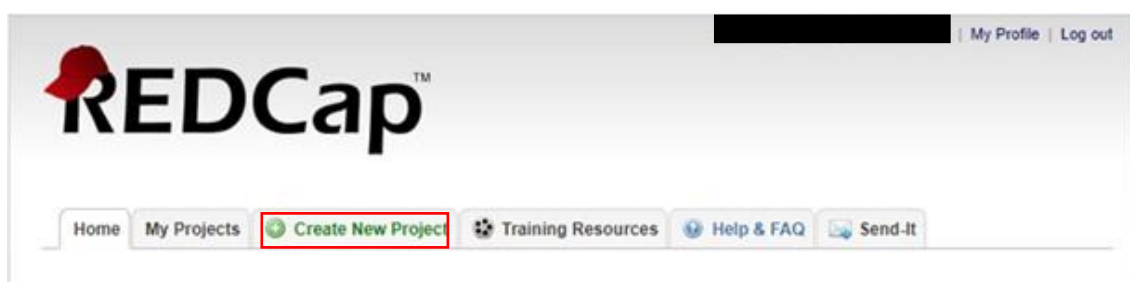 | My Profile | Log out
REDCap™
Home My Projects Create New Project Training Resources Help & FAQ Send-It